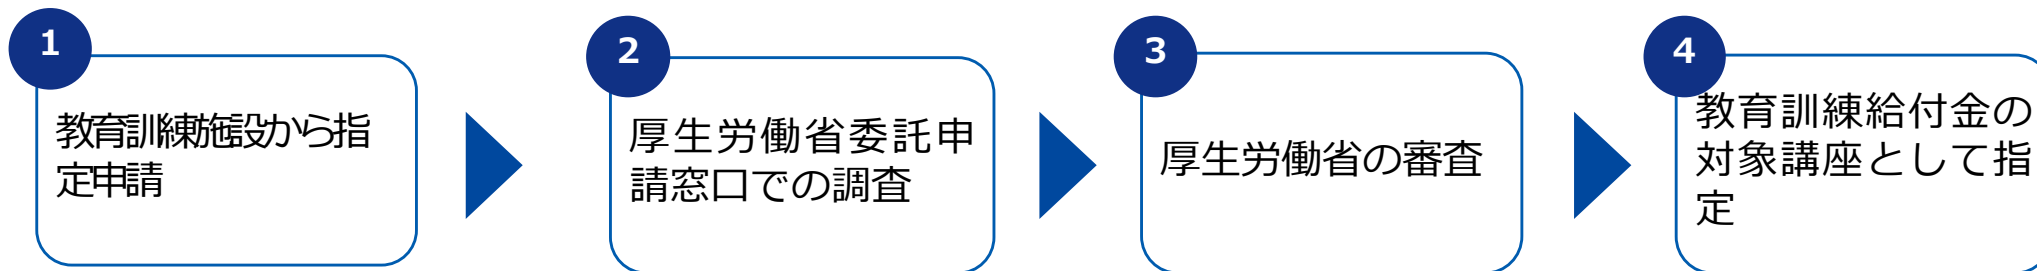 1
教育訓練施設から指
定申請
2
厚生労働省委託申
請窓口での調査
3
厚生労働省の審査
4
教育訓練給付金の
対象講座として指
定